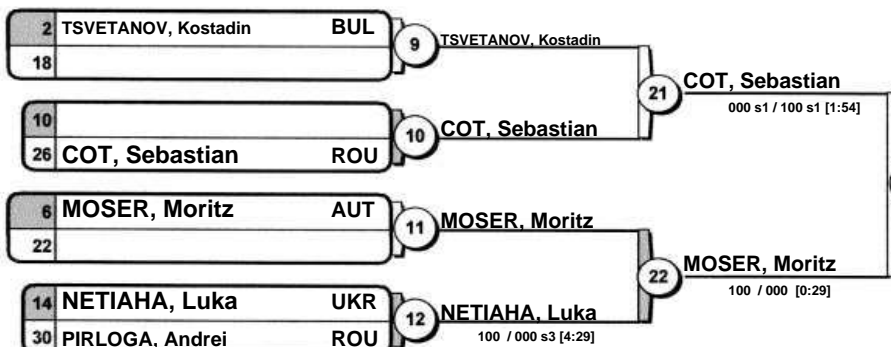 2 TSVETANOV, Kostadin BUL
18
9
TSVETANOV, Kostadin
10
26 COT, Sebastian ROU
10
COT, Sebastian
21
COT, Sebastian
000 s1 / 100 s1 [1:54]
6 MOSER, Moritz AUT
22
11
MOSER, Moritz
14 NETIAHA, Luka UKR
30 PIRLOGA, Andrei ROU
12
NETIAHA, Luka
100 / 000 s3 [4:29]
22
MOSER, Moritz
100 / 000 [0:29]